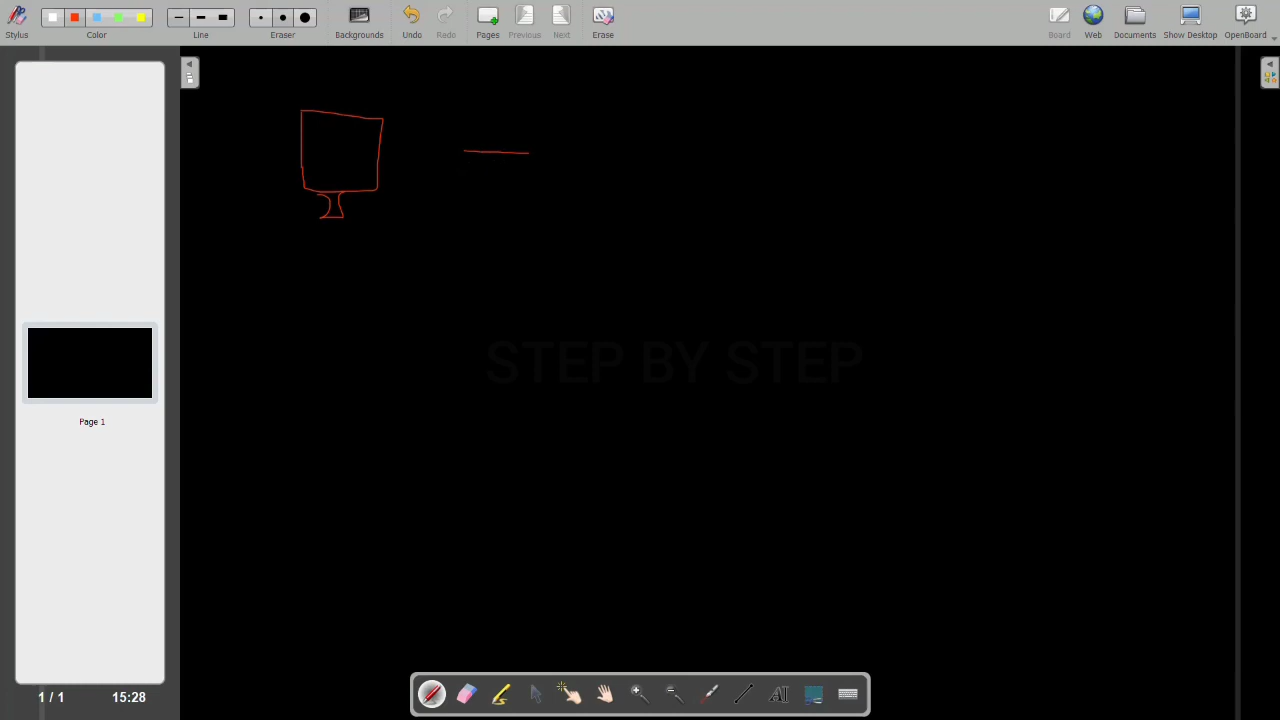 Stylus Color Line Eraser Backgrounds Undo Redo Pages Previous Next Erase Board Web Documents Show Desktop OpenBoard
STEP BY STEP
Page 1
1 / 1 15:28
AI